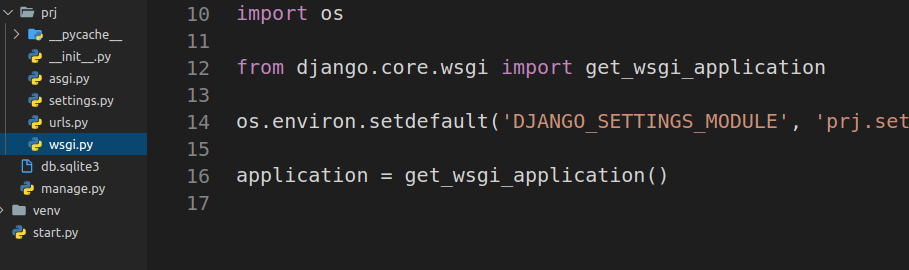 prj
__pycache__
__init__.py
asgi.py
settings.py
urls.py
wsgi.py
db.sqlite3
manage.py
venv
start.py
10 import os
11
12 from django.core.wsgi import get_wsgi_application
13
14 os.environ.setdefault('DJANGO_SETTINGS_MODULE', 'prj.set
15
16 application = get_wsgi_application()
17